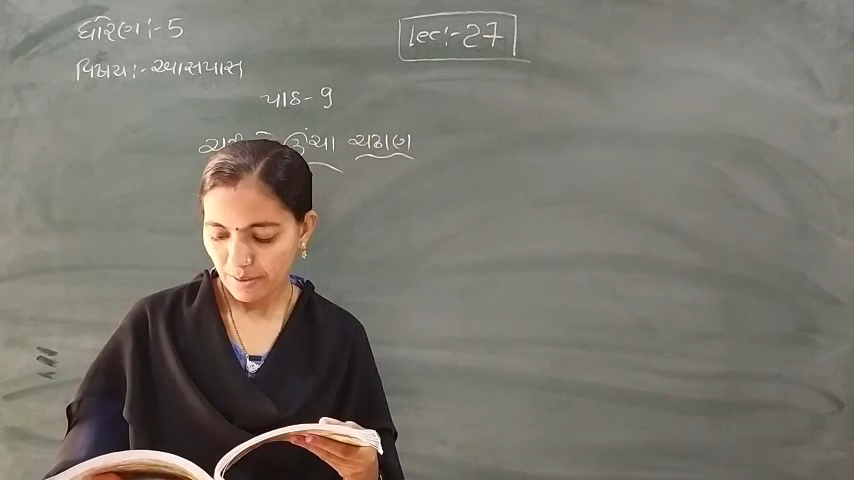 ધોરણ :- 5
lec :- 27
વિષય :- આસપાસ
પાઠ - 9
ઊંચા ચઢાણ